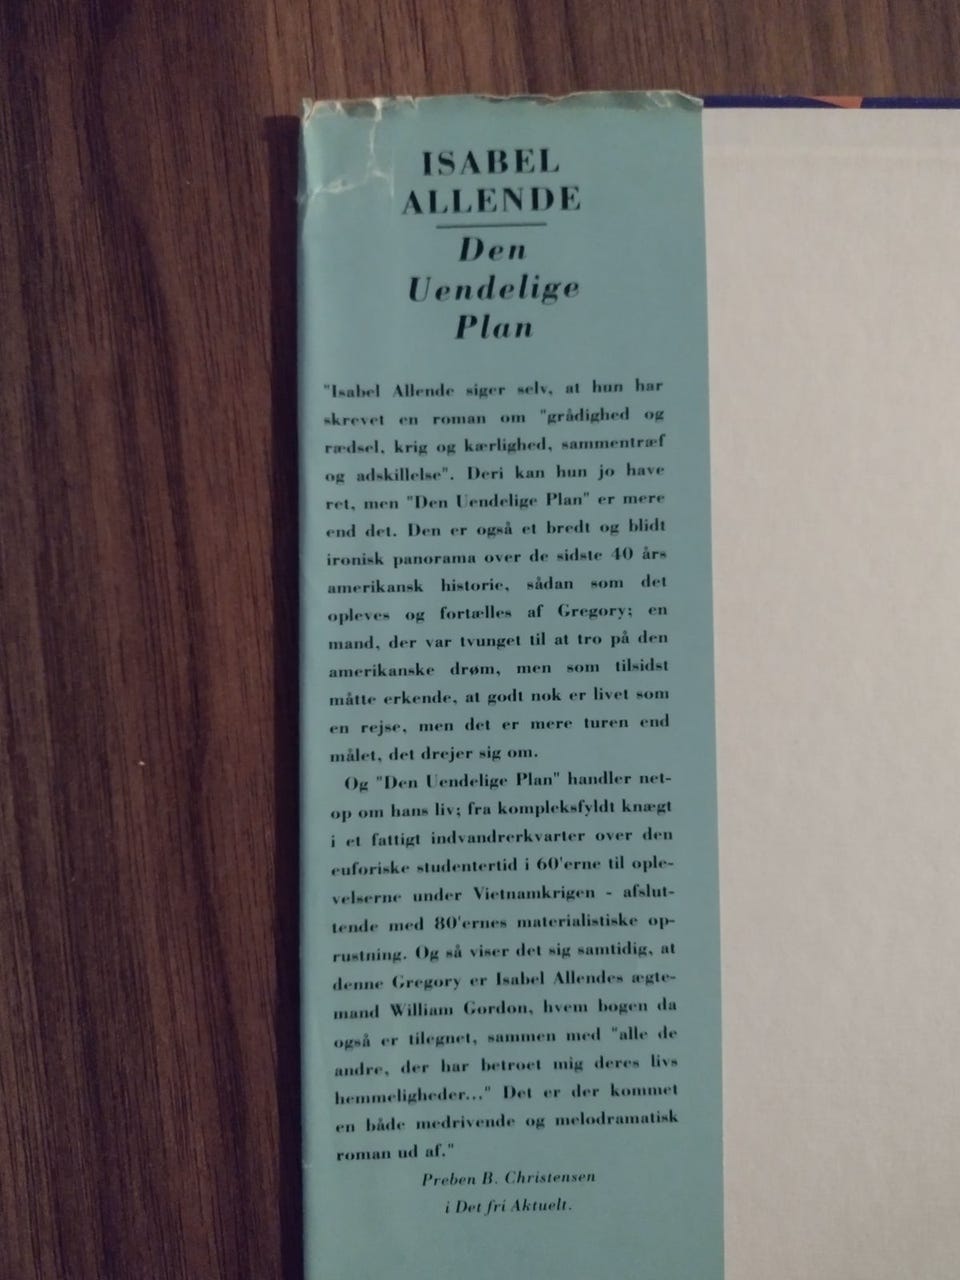 ISABEL
ALLENDE
Den
Uendelige
Plan
"Isabel Allende siger selv, at hun har
skrevet en roman om "grådighed og
rædsel, krig og kærlighed, sammentræf
og adskillelse". Deri kan hun jo have
ret, men "Den Uendelige Plan" er mere
end det. Den er også et bredt og blidt
ironisk panorama over de sidste 40 års
amerikansk historie, sådan som det
opleves og fortælles af Gregory; en
mand, der var tvunget til at tro på den
amerikanske drøm, men som tilsidst
måtte erkende, at godt nok er livet som
en rejse, men det er mere turen end
målet, det drejer sig om.
Og "Den Uendelige Plan" handler net-
op om hans liv; fra kompleksfyldt knægt
i et fattigt indvandrerkvarter over den
euforiske studentertid i 60'erne til ople-
velserne under Vietnamkrigen - afslut-
tende med 80'ernes materialistiske op-
rustning. Og så viser det sig samtidig, at
denne Gregory er Isabel Allendes ægte-
mand William Gordon, hvem bogen da
også er tilegnet, sammen med "alle de
andre, der har betroet mig deres livs
hemmeligheder..." Det er der kommet
en både medrivende og melodramatisk
roman ud af."
Preben B. Christensen
i Det fri Aktuelt.